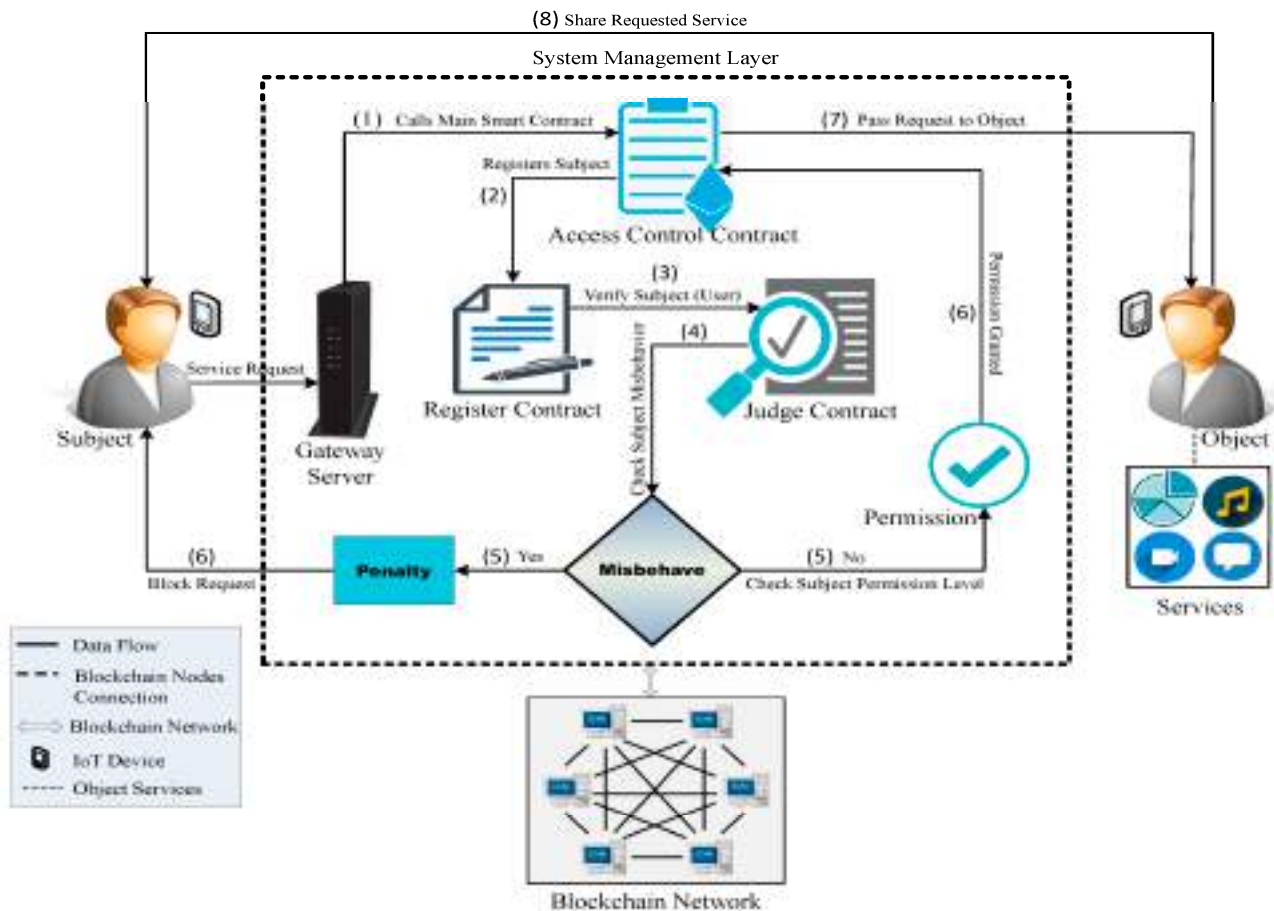 (8) Share Requested Service
System Management Layer
(1) Calls Main Smart Contract
(7) Pass Request to Object
Registers Subject
(2)
Access Control Contract
(3)
Verify Subject (User)
(4)
Check Subject Misbehavior
(6)
Permission Granted
Service Request
Register Contract
Judge Contract
Subject
Gateway
Server
Object
Permission
(6)
Block Request
Penalty
(5) Yes
Misbehave
(5) No
Check Subject Permission Level
Services
Data Flow
Blockchain Nodes
Connection
Blockchain Network
IoT Device
Object Services
Blockchain Network